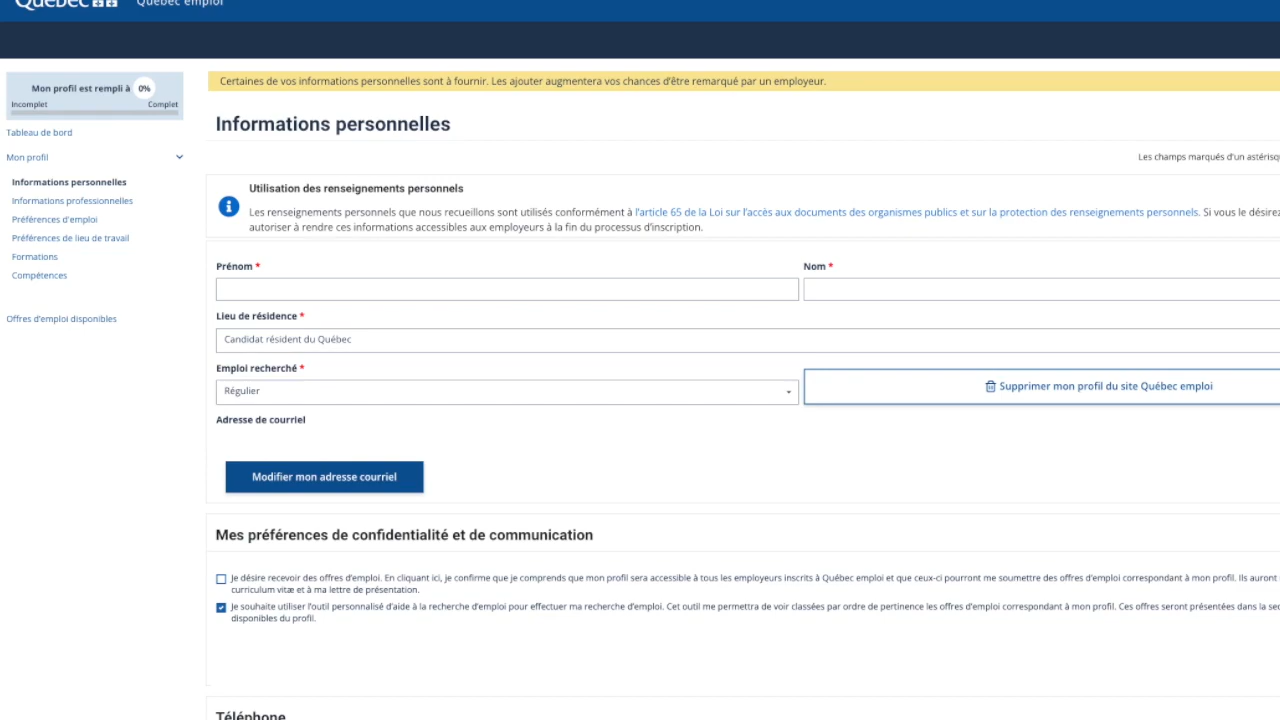 Québec
Québec emploi
Mon profil est rempli à 0%
Incomplet Complet
Tableau de bord
Mon profil
Informations personnelles
Informations professionnelles
Préférences d'emploi
Préférences de lieu de travail
Formations
Compétences
Offres d'emploi disponibles
Certaines de vos informations personnelles sont à fournir. Les ajouter augmentera vos chances d'être remarqué par un employeur.
Informations personnelles
Les champs marqués d'un astérisq
Utilisation des renseignements personnels
Les renseignements personnels que nous recueillons sont utilisés conformément à l'article 65 de la Loi sur l'accès aux documents des organismes publics et sur la protection des renseignements personnels. Si vous le désirez
autoriser à rendre ces informations accessibles aux employeurs à la fin du processus d'inscription.
Prénom * Nom *
Lieu de résidence *
Candidat résident du Québec
Emploi recherché *
Régulier
Supprimer mon profil du site Québec emploi
Adresse de courriel
Modifier mon adresse courriel
Mes préférences de confidentialité et de communication
Je désire recevoir des offres d'emploi. En cliquant ici, je confirme que je comprends que mon profil sera accessible à tous les employeurs inscrits à Québec emploi et que ceux-ci pourront me soumettre des offres d'emploi correspondant à mon profil. Ils auront
curriculum vitæ et à ma lettre de présentation.
Je souhaite utiliser l'outil personnalisé d'aide à la recherche d'emploi pour effectuer ma recherche d'emploi. Cet outil me permettra de voir classées par ordre de pertinence les offres d'emploi correspondant à mon profil. Ces offres seront présentées dans la sec
disponibles du profil.
Téléphone